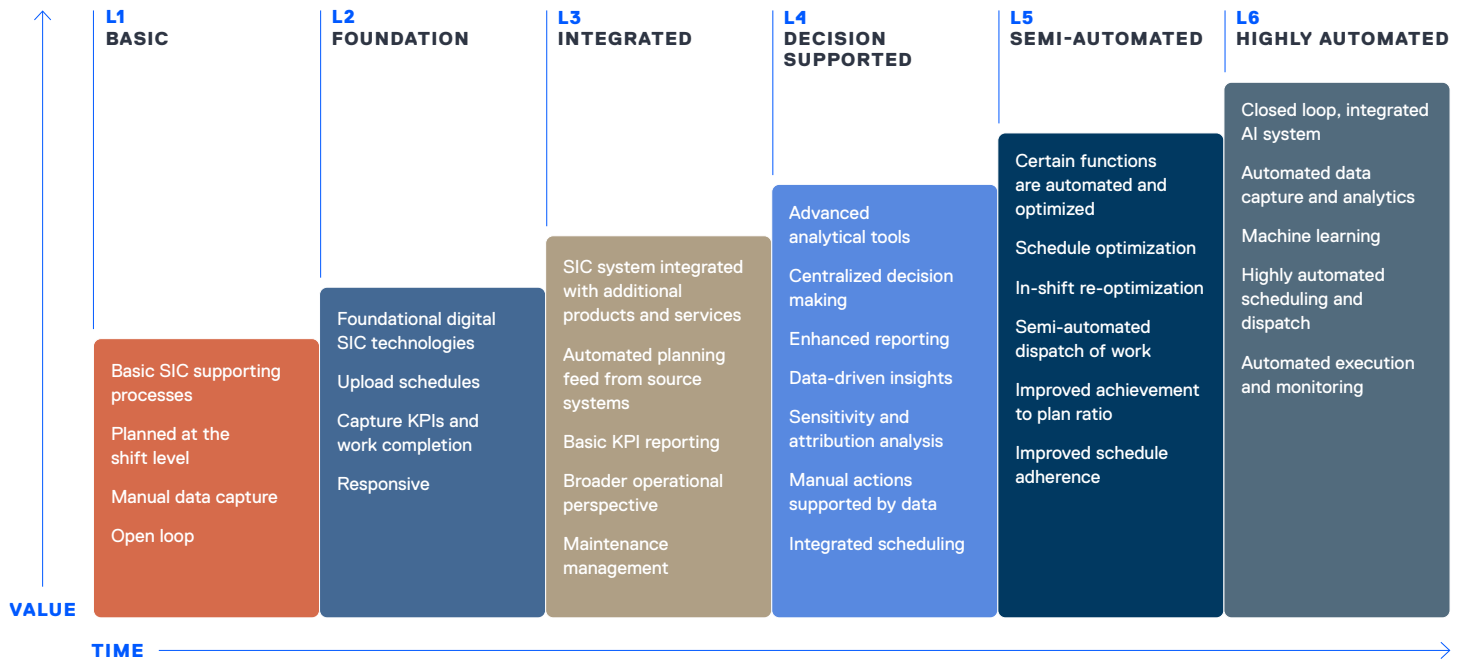 L1
BASIC
L2
FOUNDATION
L3
INTEGRATED
L4
DECISION
SUPPORTED
L5
SEMI-AUTOMATED
L6
HIGHLY AUTOMATED
Basic SIC supporting
processes
Planned at the
shift level
Manual data capture
Open loop
Foundational digital
SIC technologies
Upload schedules
Capture KPIs and
work completion
Responsive
SIC system integrated
with additional
products and services
Automated planning
feed from source
systems
Basic KPI reporting
Broader operational
perspective
Maintenance
management
Advanced
analytical tools
Centralized decision
making
Enhanced reporting
Data-driven insights
Sensitivity and
attribution analysis
Manual actions
supported by data
Integrated scheduling
Certain functions
are automated and
optimized
Schedule optimization
In-shift re-optimization
Semi-automated
dispatch of work
Improved achievement
to plan ratio
Improved schedule
adherence
Closed loop, integrated
AI system
Automated data
capture and analytics
Machine learning
Highly automated
scheduling and
dispatch
Automated execution
and monitoring
VALUE
TIME